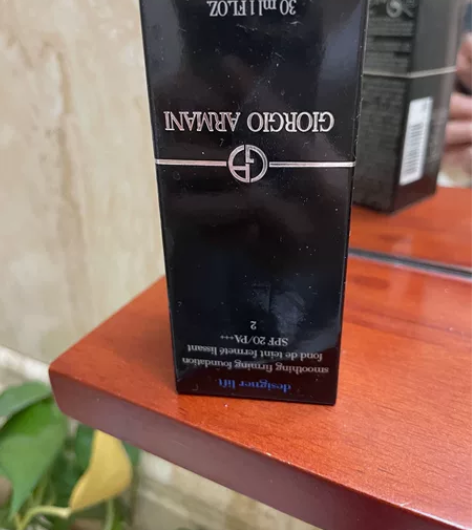 designer lift
smoothing firming foundation
fond de teint fermeté lissant
SPF 20/PA+++
2
GIORGIO ARMANI
30 ml 1 FL.OZ